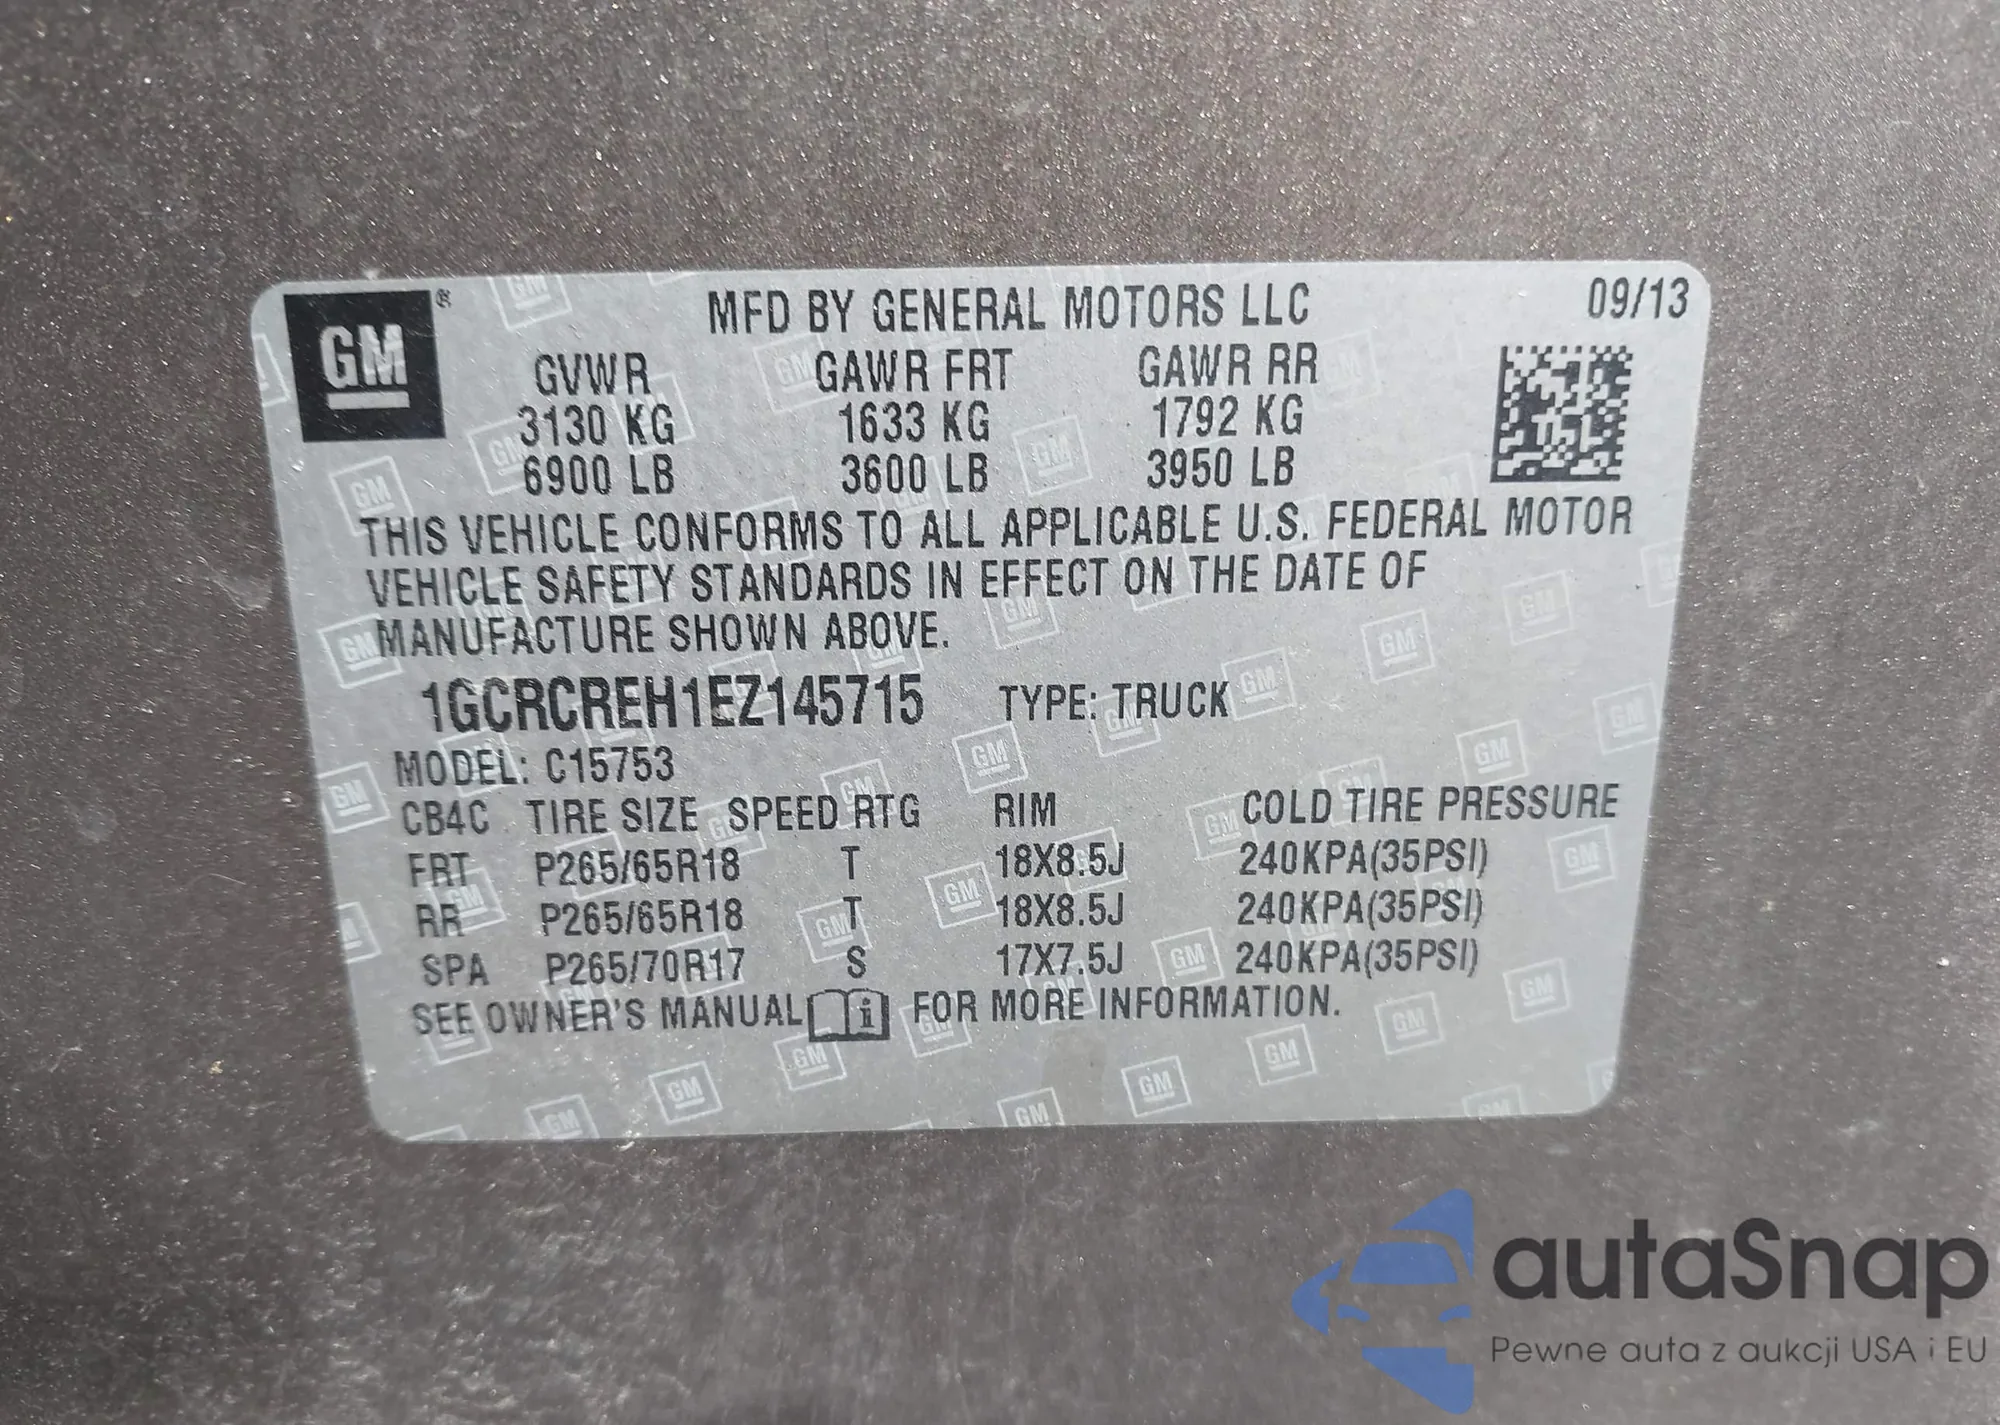 GM ®
MFD BY GENERAL MOTORS LLC 09/13
GVWR GAWR FRT GAWR RR
3130 KG 1633 KG 1792 KG
6900 LB 3600 LB 3950 LB
THIS VEHICLE CONFORMS TO ALL APPLICABLE U.S. FEDERAL MOTOR
VEHICLE SAFETY STANDARDS IN EFFECT ON THE DATE OF
MANUFACTURE SHOWN ABOVE.
1GCRCREH1EZ145715 TYPE: TRUCK
MODEL: C15753
CB4C TIRE SIZE SPEED RTG RIM COLD TIRE PRESSURE
FRT P265/65R18 T 18X8.5J 240KPA(35PSI)
RR P265/65R18 T 18X8.5J 240KPA(35PSI)
SPA P265/70R17 S 17X7.5J 240KPA(35PSI)
SEE OWNER'S MANUAL i FOR MORE INFORMATION.
autaSnap
Pewne auta z aukcji USA i EU